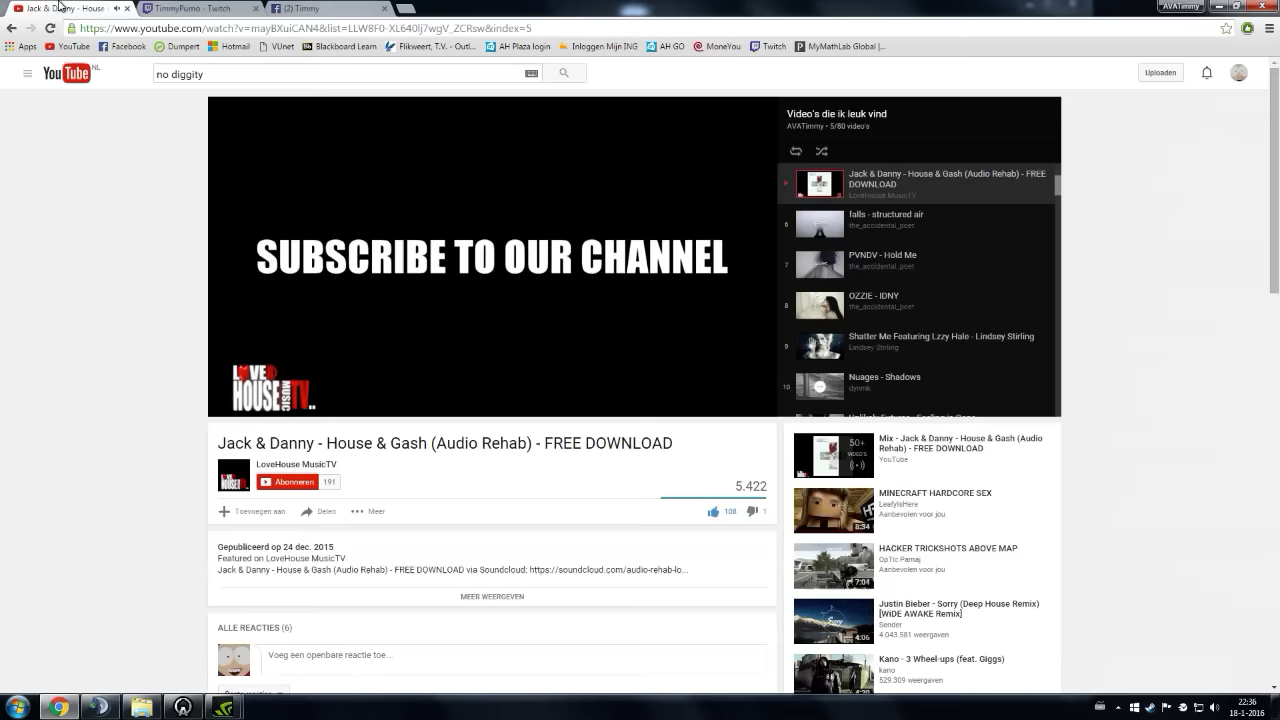 Jack & Danny - House
TimmyPumo - Twitch
(2) Timmy
AVATimmy
https://www.youtube.com/watch?v=mayBXuiCAN4&list=LLW8F0-XL640lj7wgV_ZCRsw&index=5
Apps
YouTube
Facebook
Dumpert
Hotmail
VUnet
Blackboard Learn
Flikweert, T.V. - Outl...
AH Plaza login
Inloggen Mijn ING
AH GO
MoneYou
Twitch
MyMathLab Global |...
YouTube NL
no diggity
Uploaden
SUBSCRIBE TO OUR CHANNEL
LOVED
HOUSE MUSIC TV..
Video's die ik leuk vind
AVATimmy • 5/80 video's
Jack & Danny - House & Gash (Audio Rehab) - FREE
DOWNLOAD
LoveHouse MusicTV
6
falls - structured air
the_accidental_poet
7
PVNDV - Hold Me
the_accidental_poet
8
OZZIE - IDNY
the_accidental_poet
9
Shatter Me Featuring Lzzy Hale - Lindsey Stirling
Lindsey Stirling
10
Nuages - Shadows
dynmk
Jack & Danny - House & Gash (Audio Rehab) - FREE DOWNLOAD
LoveHouse MusicTV
Abonneren 191
5.422
Toevoegen aan
Delen
Meer
108
1
Gepubliceerd op 24 dec. 2015
Featured on LoveHouse MusicTV
Jack & Danny - House & Gash (Audio Rehab) - FREE DOWNLOAD via Soundcloud: https://soundcloud.com/audio-rehab-lo...
MEER WEERGEVEN
ALLE REACTIES (6)
Voeg een openbare reactie toe...
50+
VIDEO'S
Mix - Jack & Danny - House & Gash (Audio
Rehab) - FREE DOWNLOAD
YouTube
8:34
MINECRAFT HARDCORE SEX
LeafyIsHere
Aanbevolen voor jou
7:04
HACKER TRICKSHOTS ABOVE MAP
OpTic Pamaj
Aanbevolen voor jou
Sorry
4:06
Justin Bieber - Sorry (Deep House Remix)
[WiDE AWAKE Remix]
Sender
4.043.581 weergaven
Kano - 3 Wheel-ups (feat. Giggs)
kano
529.309 weergaven
22:36
18-1-2016